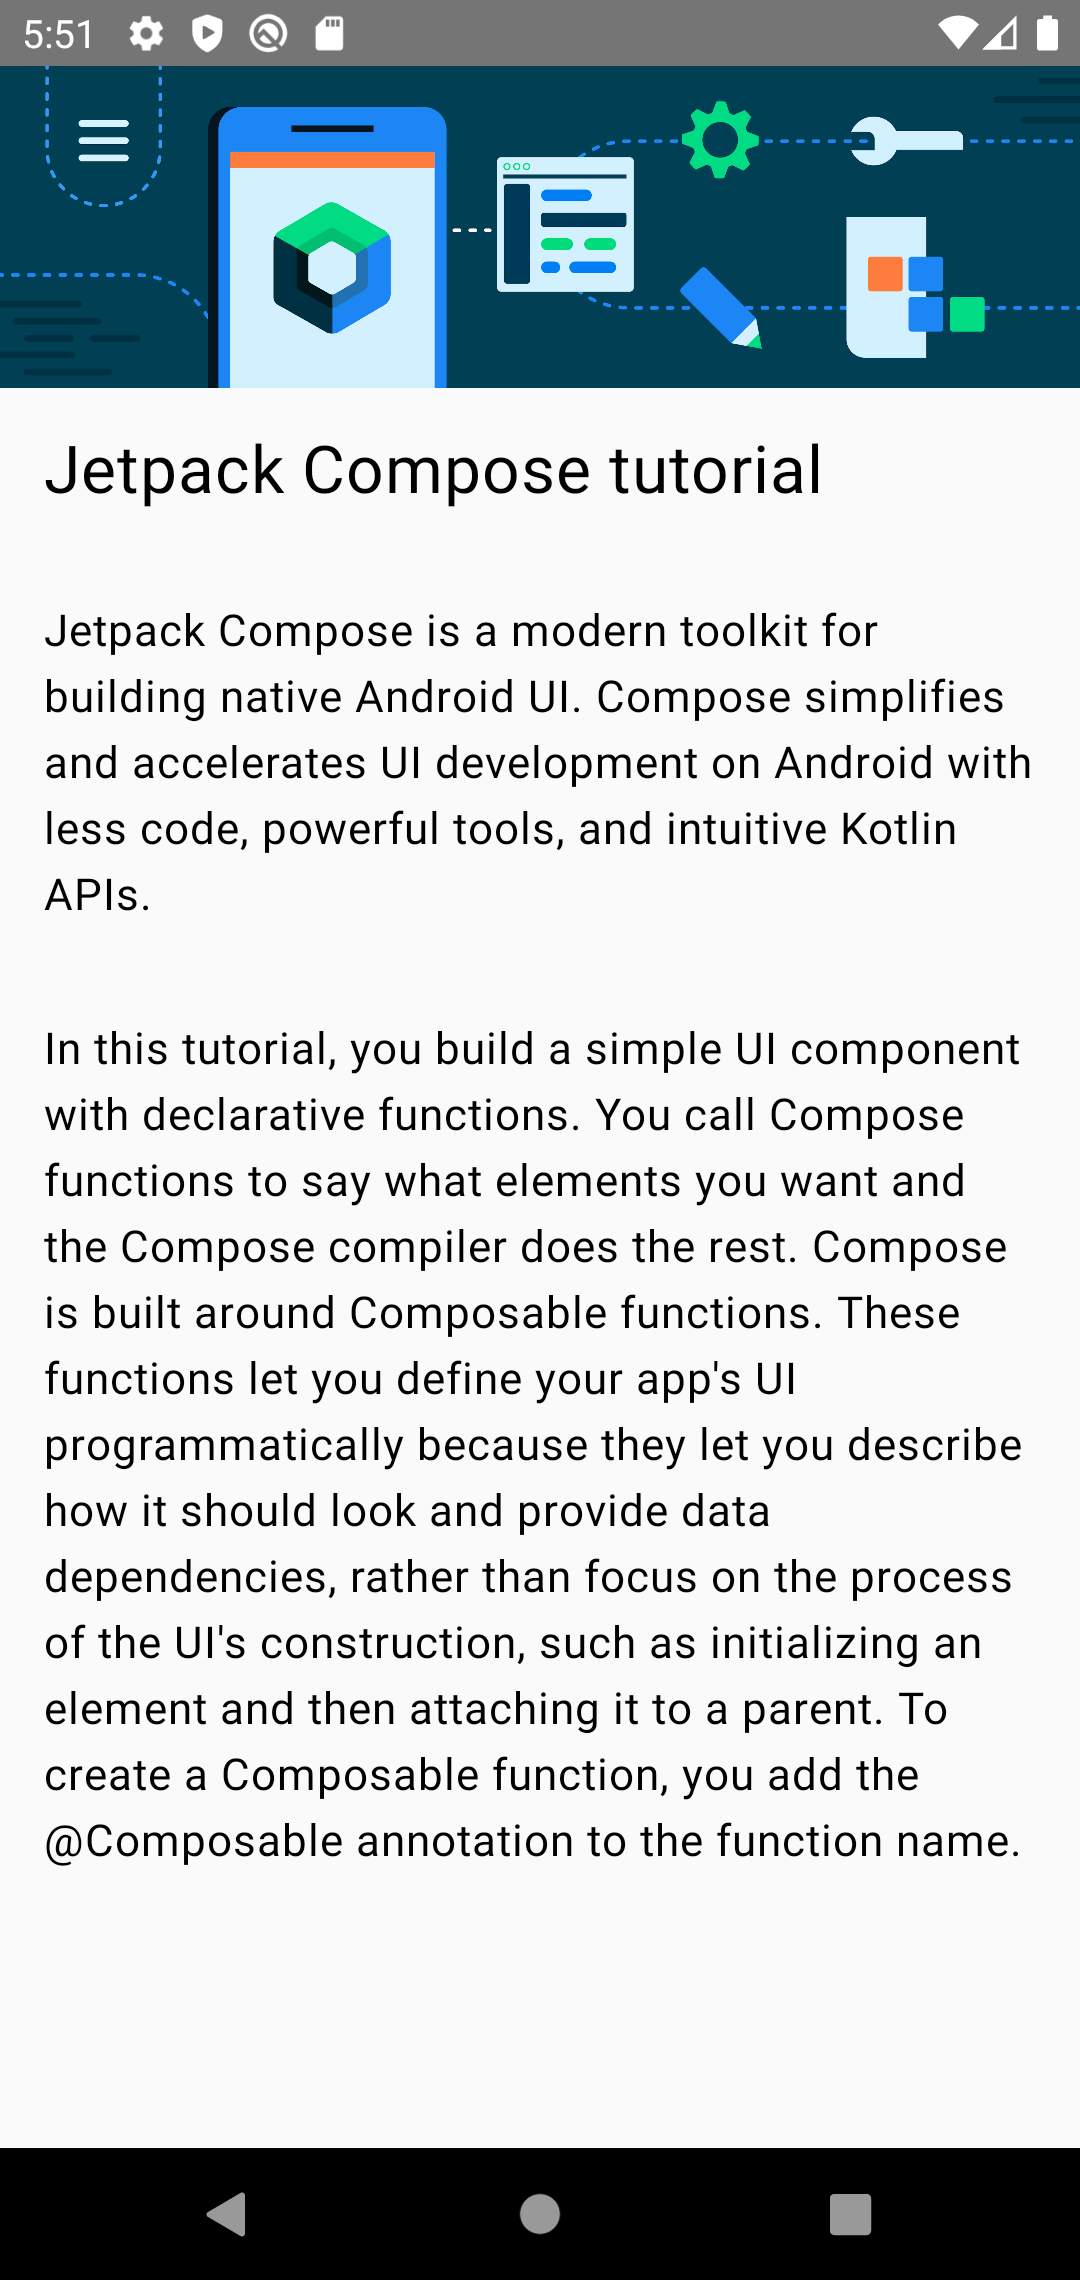 5:51
Jetpack Compose tutorial
Jetpack Compose is a modern toolkit for
building native Android UI. Compose simplifies
and accelerates UI development on Android with
less code, powerful tools, and intuitive Kotlin
APIs.
In this tutorial, you build a simple UI component
with declarative functions. You call Compose
functions to say what elements you want and
the Compose compiler does the rest. Compose
is built around Composable functions. These
functions let you define your app's UI
programmatically because they let you describe
how it should look and provide data
dependencies, rather than focus on the process
of the UI's construction, such as initializing an
element and then attaching it to a parent. To
create a Composable function, you add the
@Composable annotation to the function name.